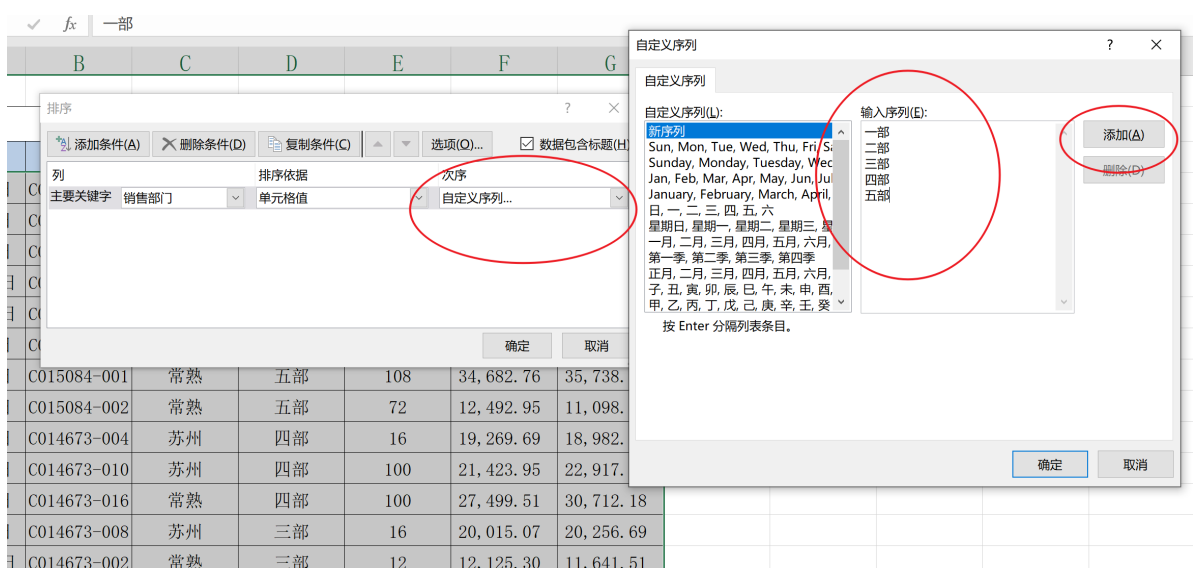 fx 一部
B C D E F G
排序 ? ×
添加条件(A) 删除条件(D) 复制条件(C) 选项(O)... 数据包含标题(H)
列 排序依据 次序
主要关键字 销售部门 单元格值 自定义序列...
确定 取消
C015084-001 常熟 五部 108 34,682.76 35,738.
C015084-002 常熟 五部 72 12,492.95 11,098.
C014673-004 苏州 四部 16 19,269.69 18,982.
C014673-010 苏州 四部 100 21,423.95 22,917.
C014673-016 常熟 四部 100 27,499.51 30,712.18
C014673-008 苏州 三部 16 20,015.07 20,256.69
C014673-002 常熟 三部 12 12,125.30 11,641.51
自定义序列 ? ×
自定义序列
自定义序列(L):
新序列
Sun, Mon, Tue, Wed, Thu, Fri, Sa
Sunday, Monday, Tuesday, Wed
Jan, Feb, Mar, Apr, May, Jun, Jul
January, February, March, April,
日, 一, 二, 三, 四, 五, 六
星期日, 星期一, 星期二, 星期三, 星
一月, 二月, 三月, 四月, 五月, 六月,
第一季, 第二季, 第三季, 第四季
正月, 二月, 三月, 四月, 五月, 六月,
子, 丑, 寅, 卯, 辰, 巳, 午, 未, 申, 酉,
甲, 乙, 丙, 丁, 戊, 己, 庚, 辛, 壬, 癸
按 Enter 分隔列表条目。
输入序列(E):
一部
二部
三部
四部
五部
添加(A)
删除(D)
确定 取消